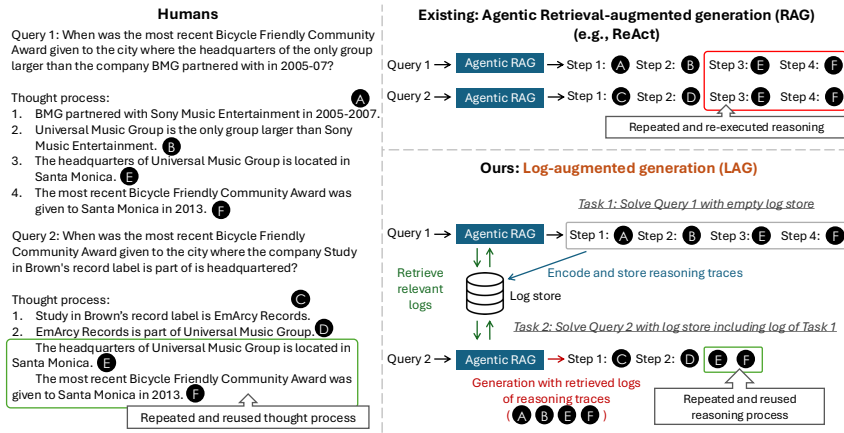 Humans
Query 1: When was the most recent Bicycle Friendly Community
Award given to the city where the headquarters of the only group
larger than the company BMG partnered with in 2005-07?
Thought process:
A
1. BMG partnered with Sony Music Entertainment in 2005-2007.
2. Universal Music Group is the only group larger than Sony
Music Entertainment. B
3. The headquarters of Universal Music Group is located in
Santa Monica. E
4. The most recent Bicycle Friendly Community Award was
given to Santa Monica in 2013. F
Query 2: When was the most recent Bicycle Friendly
Community Award given to the city where the company Study
in Brown's record label is part of is headquartered?
Thought process:
C
1. Study in Brown's record label is EmArcy Records.
2. EmArcy Records is part of Universal Music Group. D
The headquarters of Universal Music Group is located in
Santa Monica. E
The most recent Bicycle Friendly Community Award was
given to Santa Monica in 2013. F
Repeated and reused thought process
Existing: Agentic Retrieval-augmented generation (RAG)
(e.g., ReAct)
Query 1 Agentic RAG Step 1: A Step 2: B Step 3: E Step 4: F
Query 2 Agentic RAG Step 1: C Step 2: D Step 3: E Step 4: F
Repeated and re-executed reasoning
Ours: Log-augmented generation (LAG)
Task 1: Solve Query 1 with empty log store
Query 1 Agentic RAG Step 1: A Step 2: B Step 3: E Step 4: F
Retrieve
relevant
logs
Encode and store reasoning traces
Log store
Task 2: Solve Query 2 with log store including log of Task 1
Query 2 Agentic RAG Step 1: C Step 2: D E F
Generation with retrieved logs
of reasoning traces
( A B E F )
Repeated and reused
reasoning process